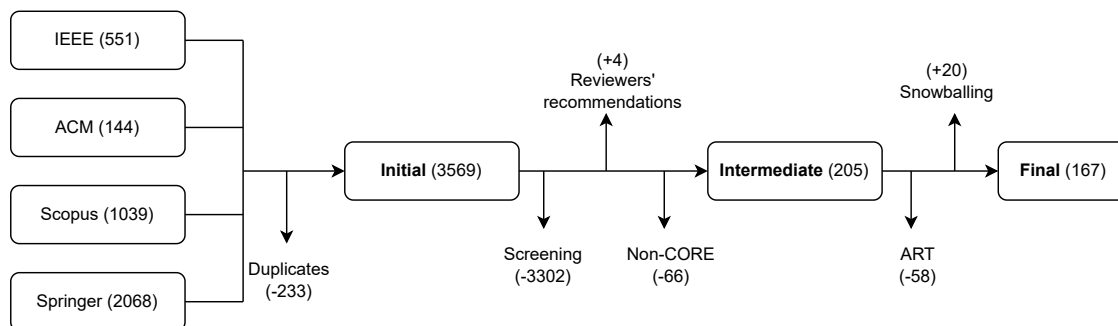 IEEE (551)
ACM (144)
Scopus (1039)
Springer (2068)
Duplicates
(-233)
Initial (3569)
(+4)
Reviewers'
recommendations
Screening
(-3302)
Non-CORE
(-66)
Intermediate (205)
(+20)
Snowballing
ART
(-58)
Final (167)